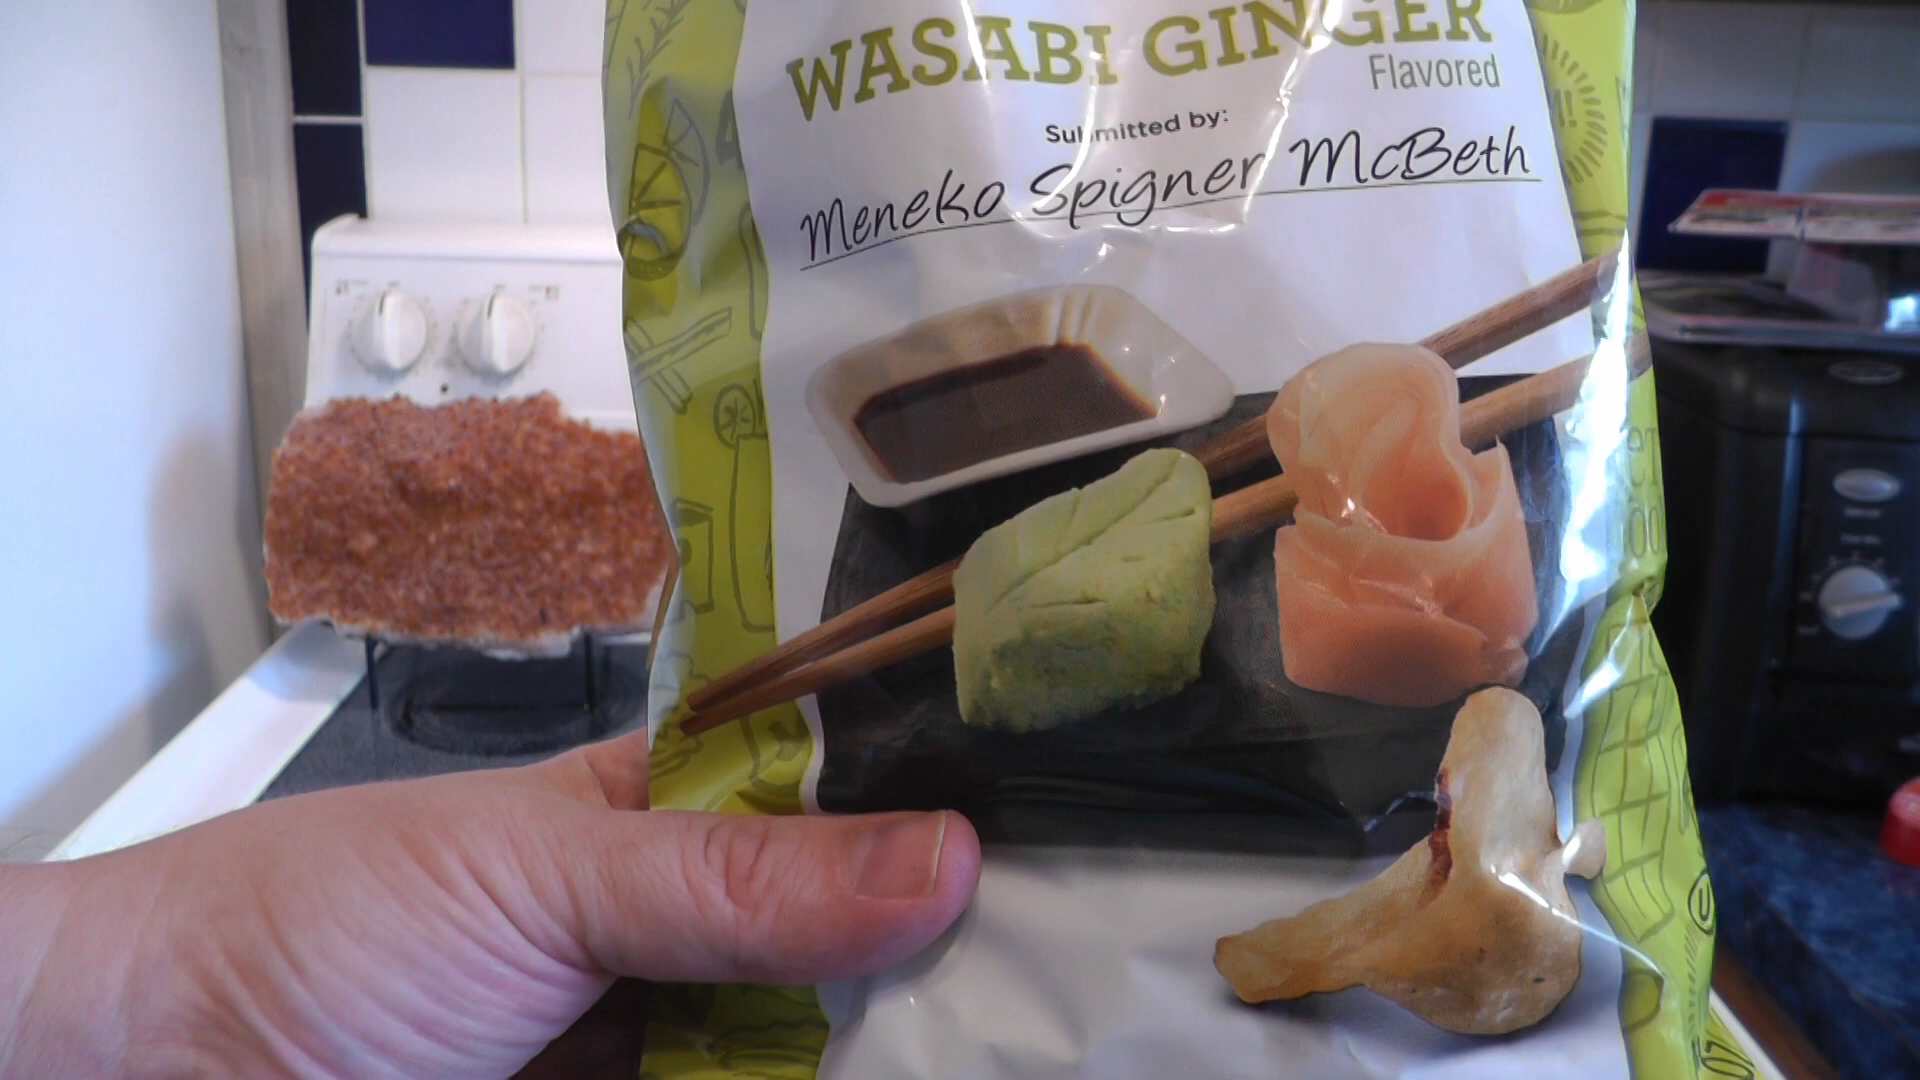 WASABI GINGER
Flavored
Submitted by:
Meneko Spigner McBeth